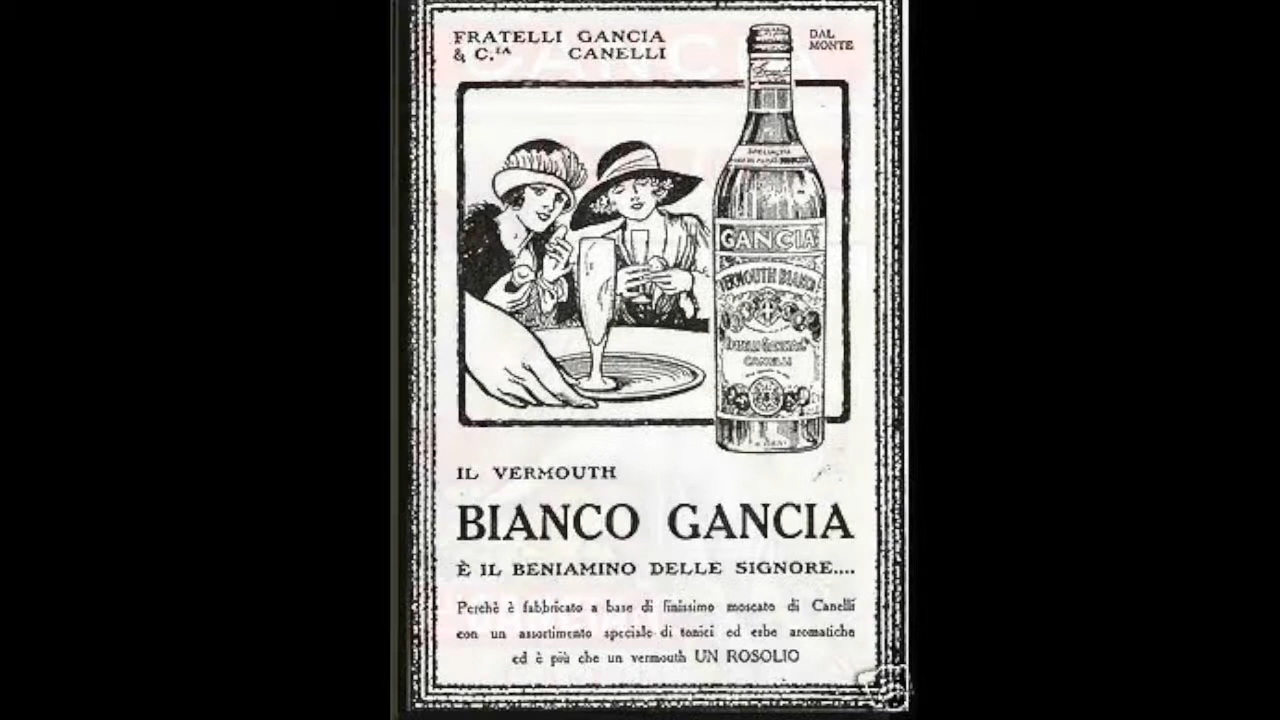 FRATELLI GANCIA
& C.IA CANELLI
DAL
MONTE
GANCIA
VERMOUTH BIANCO
FRATELLI GANCIA & C.
CANELLI
IL VERMOUTH
BIANCO GANCIA
È IL BENIAMINO DELLE SIGNORE....
Perchè è fabbricato a base di finissimo moscato di Canelli
con un assortimento speciale di tonici ed erbe aromatiche
ed è più che un vermouth UN ROSOLIO